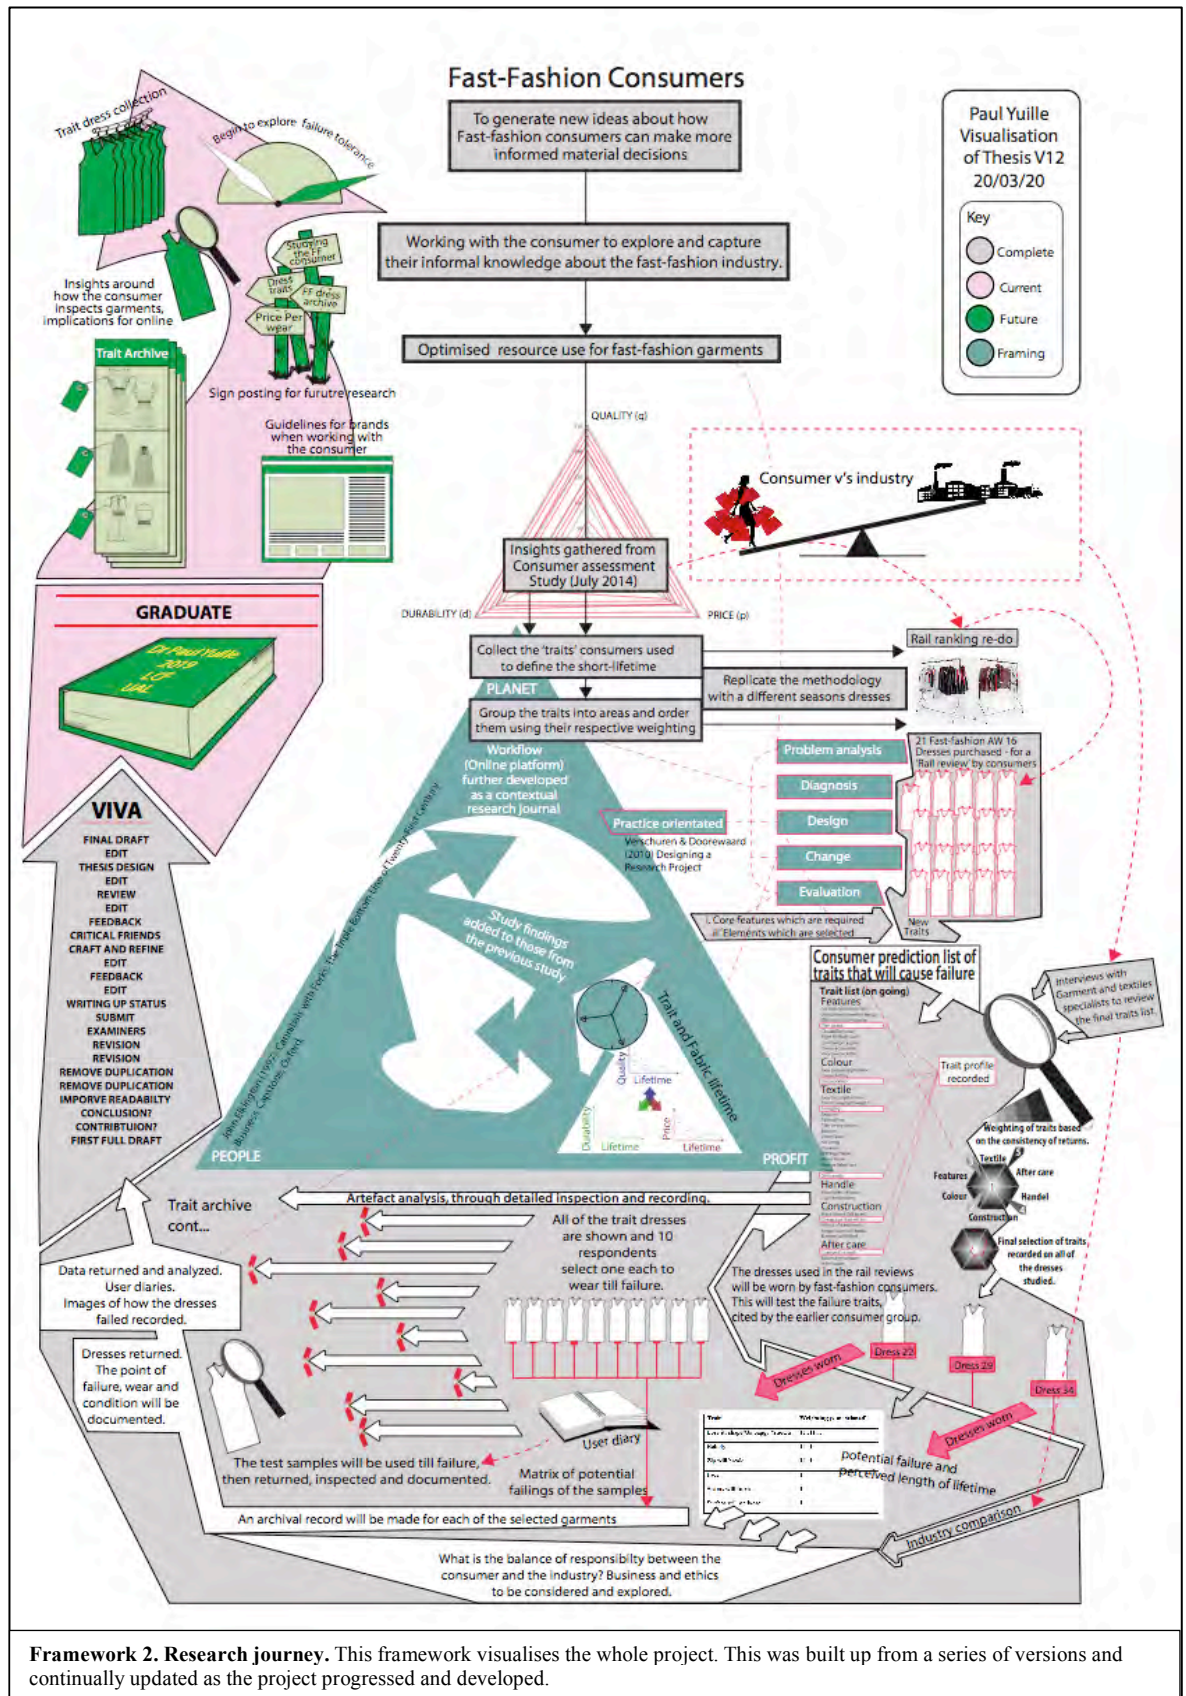 Fast-Fashion Consumers
To generate new ideas about how
Fast-fashion consumers can make more
informed material decisions
Working with the consumer to explore and capture
their informal knowledge about the fast-fashion industry.
Optimised resource use for fast-fashion garments
Paul Yuille
Visualisation
of Thesis V12
20/03/20
Key
Complete
Current
Future
Framing
Trait dress collection
Begin to explore failure tolerance
Studying
the FF
consumer
Dress
traits
FF dress
archive
Price Per
wear
Insights around
how the consumer
inspects garments,
implications for online
Trait Archive
Sign posting for furutre research
Guidelines for brands
when working with
the consumer
GRADUATE
Dr Paul Yuille
2019
LCF
UAL
VIVA
FINAL DRAFT
EDIT
THESIS DESIGN
EDIT
REVIEW
EDIT
FEEDBACK
CRITICAL FRIENDS
CRAFT AND REFINE
EDIT
FEEDBACK
EDIT
WRITING UP STATUS
SUBMIT
EXAMINERS
REVISION
REVISION
REMOVE DUPLICATION
REMOVE DUPLICATION
IMPORVE READABILTY
CONCLUSION?
CONTRIBTUION?
FIRST FULL DRAFT
QUALITY (q)
DURABILITY (d)
PRICE (p)
Insights gathered from
Consumer assessment
Study (July 2014)
Consumer v's industry
Collect the 'traits' consumers used
to define the short-lifetime
PLANET
Group the traits into areas and order
them using their respective weighting
Replicate the methodology
with a different seasons dresses
Rail ranking re-do
Workflow
(Online platform)
further developed
as a contextual
research journal
Problem analysis
Diagnosis
Design
Change
Evaluation
Practice orientated
Verschuren & Doorewaard
(2010) Designing a
Research Project
21 Fast-fashion AW 16
Dresses purchased - for a
'Rail review' by consumers
i. Core features which are required
ii. Elements which are selected
New
Traits
John Elkington (1997) Cannibals with Forks: The Triple Bottom Line of Twenty-First Century
Business Capstone, Oxford.
Study findings
added to those from
the previous study
Trait and Fabric lifetime
Quality
Lifetime
Durability
Lifetime
Price
Lifetime
PEOPLE
PROFIT
Consumer prediction list of
traits that will cause failure
Trait list (on going)
Features
Colour
Textile
Handle
Construction
After care
Trait profile
recorded
Interviews with
Garment and textiles
specialists to review
the final traits list.
Weighting of traits based
on the consistency of returns.
Textile
Features
After care
Colour
Handel
Construction
Final selection of traits
recorded on all of
the dresses
studied.
Artefact analysis, through detailed inspection and recording.
Trait archive
cont...
All of the trait dresses
are shown and 10
respondents
select one each to
wear till failure.
The dresses used in the rail reviews
will be worn by fast-fashion consumers.
This will test the failure traits,
cited by the earlier consumer group.
Data returned and analyzed.
User diaries.
Images of how the dresses
failed recorded.
Dresses returned.
The point of
failure, wear and
condition will be
documented.
Dress 22
Dress 29
Dress 34
Dresses worn
Dresses worn
User diary
The test samples will be used till failure,
then returned, inspected and documented.
Matrix of potential
failings of the samples
potential failure and
perceived length of lifetime
Industry comparison
An archival record will be made for each of the selected garments
What is the balance of responsibilty between the
consumer and the industry? Business and ethics
to be considered and explored.
Framework 2. Research journey. This framework visualises the whole project. This was built up from a series of versions and
continually updated as the project progressed and developed.